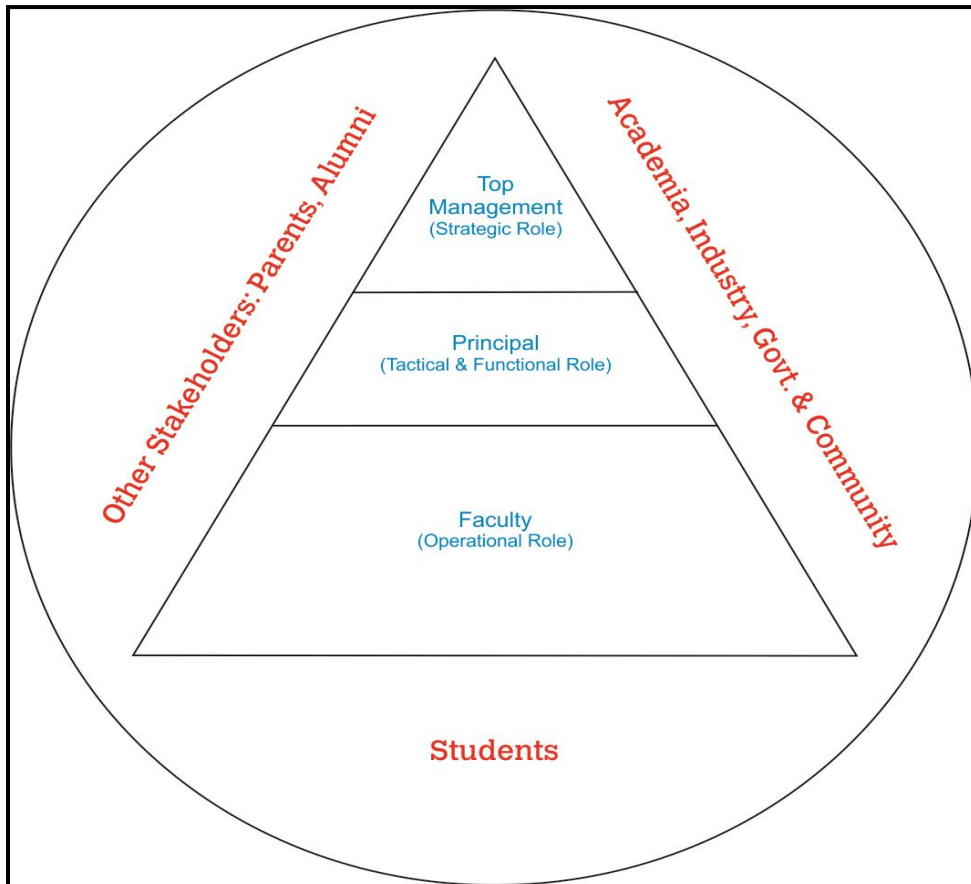 Other Stakeholders: Parents, Alumni
Academia, Industry, Govt. & Community
Top
Management
(Strategic Role)
Principal
(Tactical & Functional Role)
Faculty
(Operational Role)
Students